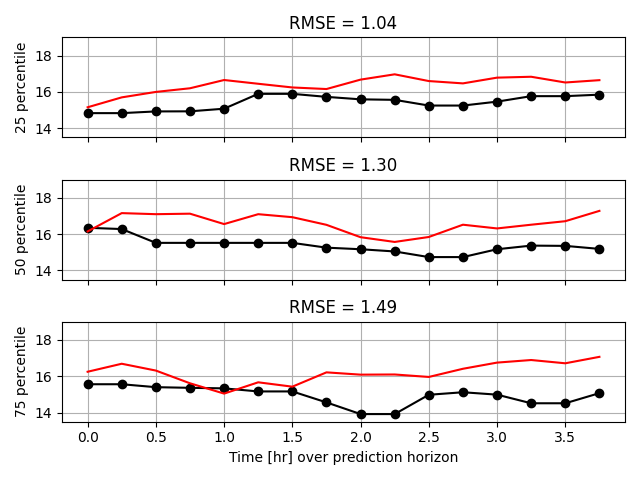 RMSE = 1.04
25 percentile
18
16
14
RMSE = 1.30
50 percentile
18
16
14
RMSE = 1.49
75 percentile
18
16
14
0.0 0.5 1.0 1.5 2.0 2.5 3.0 3.5
Time [hr] over prediction horizon